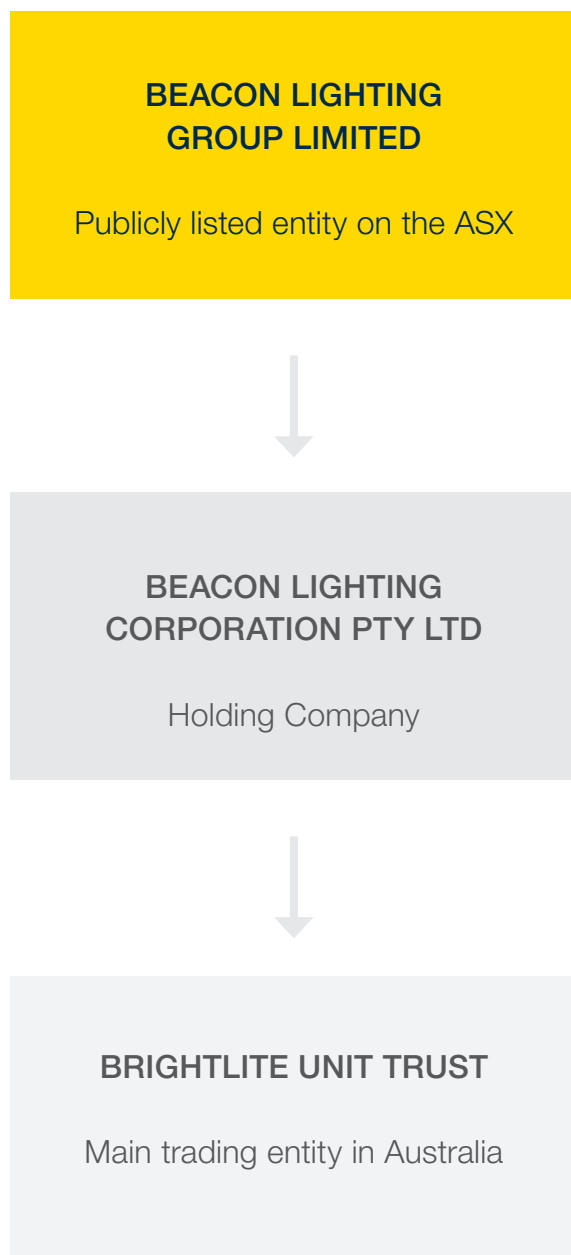 BEACON LIGHTING
GROUP LIMITED
Publicly listed entity on the ASX
BEACON LIGHTING
CORPORATION PTY LTD
Holding Company
BRIGHTLITE UNIT TRUST
Main trading entity in Australia